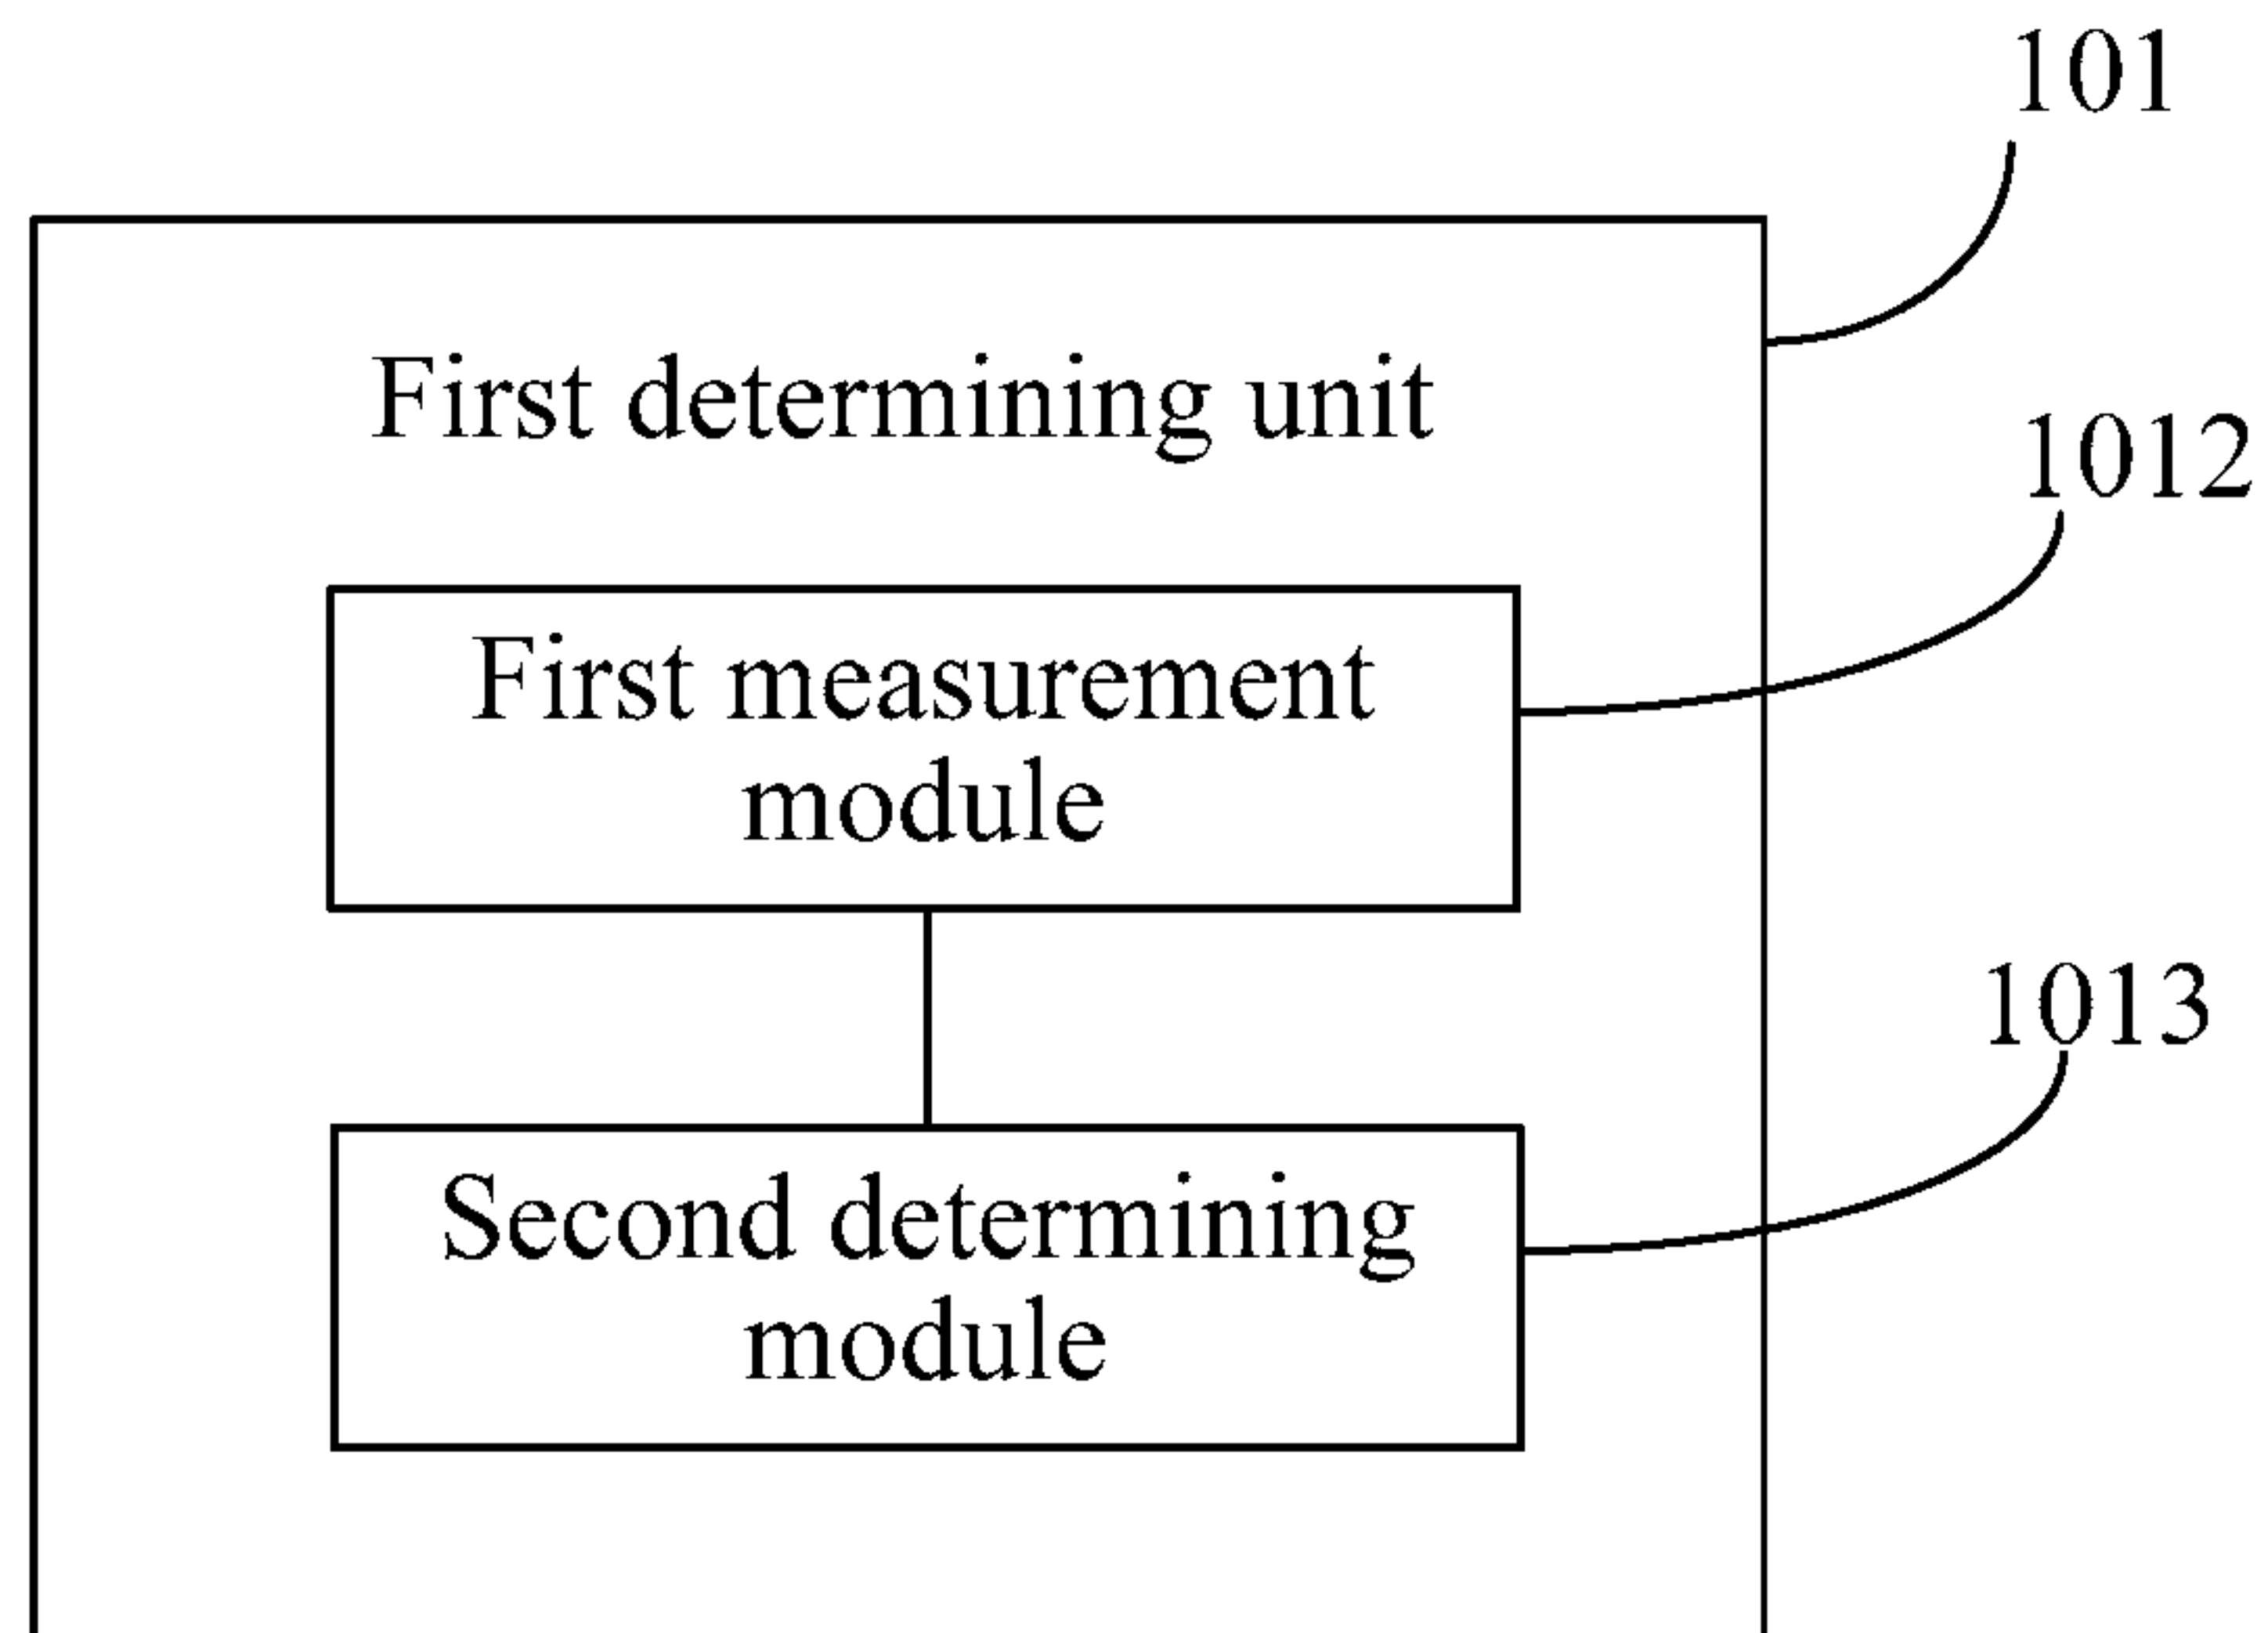 101
First determining unit
1012
First measurement
module
1013
Second determining
module